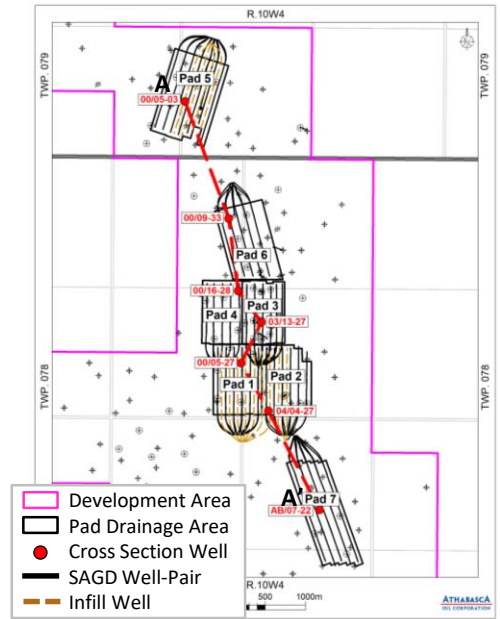 R.10W4
TWP. 079
TWP. 079
A
Pad 5
00/05-03
00/09-33
Pad 6
00/16-28
Pad 4
Pad 3
03/13-27
00/05-27
Pad 1
Pad 2
04/04-27
TWP. 078
TWP. 078
A'
Pad 7
AB/07-22
Development Area
Pad Drainage Area
Cross Section Well
SAGD Well-Pair
Infill Well
R.10W4
500 1000m
ATHABASCA
OIL CORPORATION